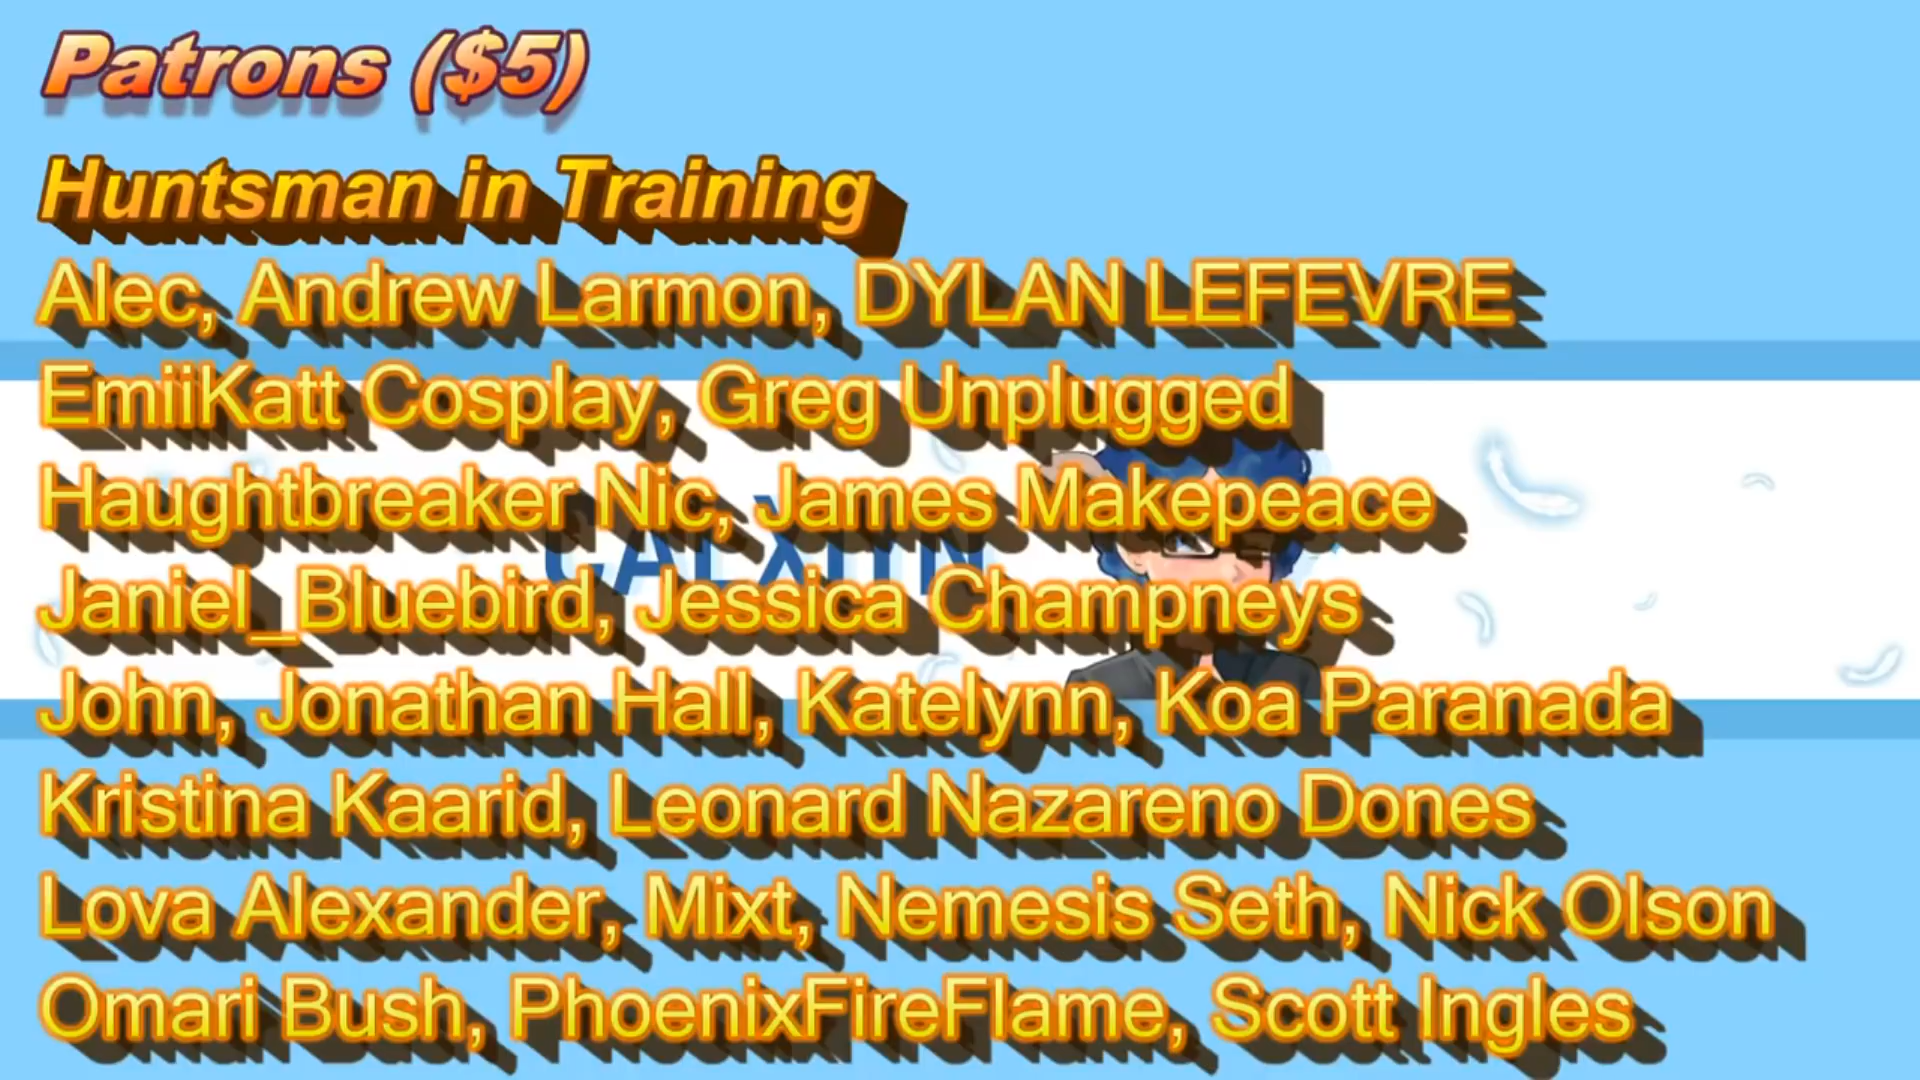 Patrons ($5)
Huntsman in Training
Alec, Andrew Larmon, DYLAN LEFEVRE
EmiiKatt Cosplay, Greg Unplugged
Haughtbreaker Nic, James Makepeace
Janiel_Bluebird, Jessica Champneys
John, Jonathan Hall, Katelynn, Koa Paranada
Kristina Kaarid, Leonard Nazareno Dones
Lova Alexander, Mixt, Nemesis Seth, Nick Olson
Omari Bush, PhoenixFireFlame, Scott Ingles